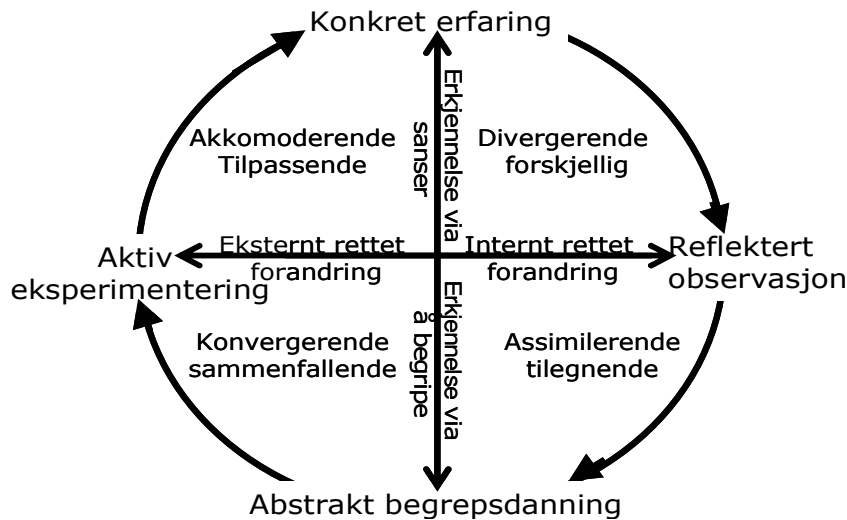 Konkret erfaring
Erkjennelse via
sanser
Akkomoderende
Tilpassende
Divergerende
forskjellig
Aktiv
eksperimentering
Eksternt rettet
forandring
Internt rettet
forandring
Reflektert
observasjon
Erkjennelse via
å begripe
Konvergerende
sammenfallende
Assimilerende
tilegnende
Abstrakt begrepsdanning